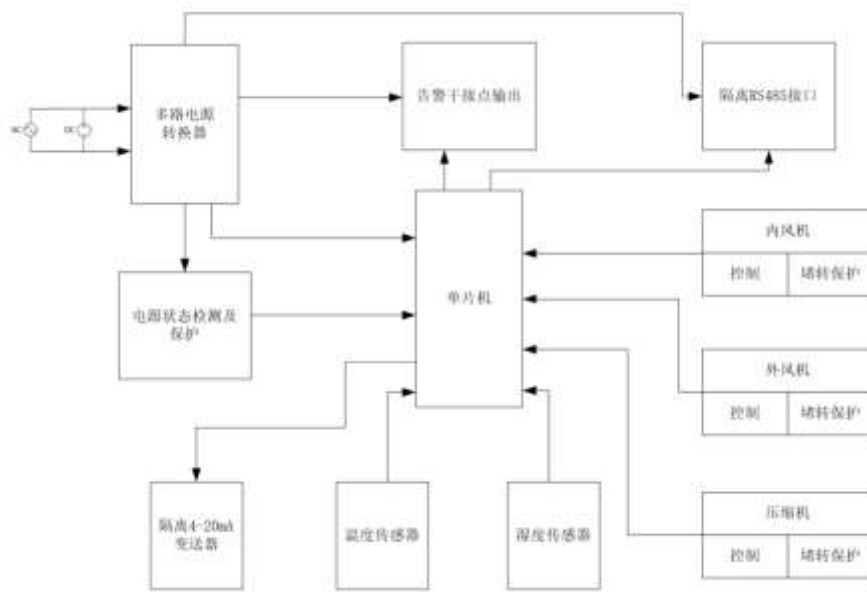 多路电源
转换器
告警干接点输出
隔离RS485接口
AC
DC
内风机
控制
堵转保护
单片机
电源状态检测及
保护
外风机
控制
堵转保护
隔离4-20mA
变送器
温度传感器
湿度传感器
压缩机
控制
堵转保护